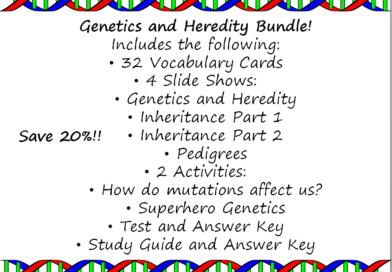 Genetics and Heredity Bundle!
Includes the following:
• 32 Vocabulary Cards
• 4 Slide Shows:
• Genetics and Heredity
• Inheritance Part 1
Save 20%!! • Inheritance Part 2
• Pedigrees
• 2 Activities:
• How do mutations affect us?
• Superhero Genetics
• Test and Answer Key
• Study Guide and Answer Key